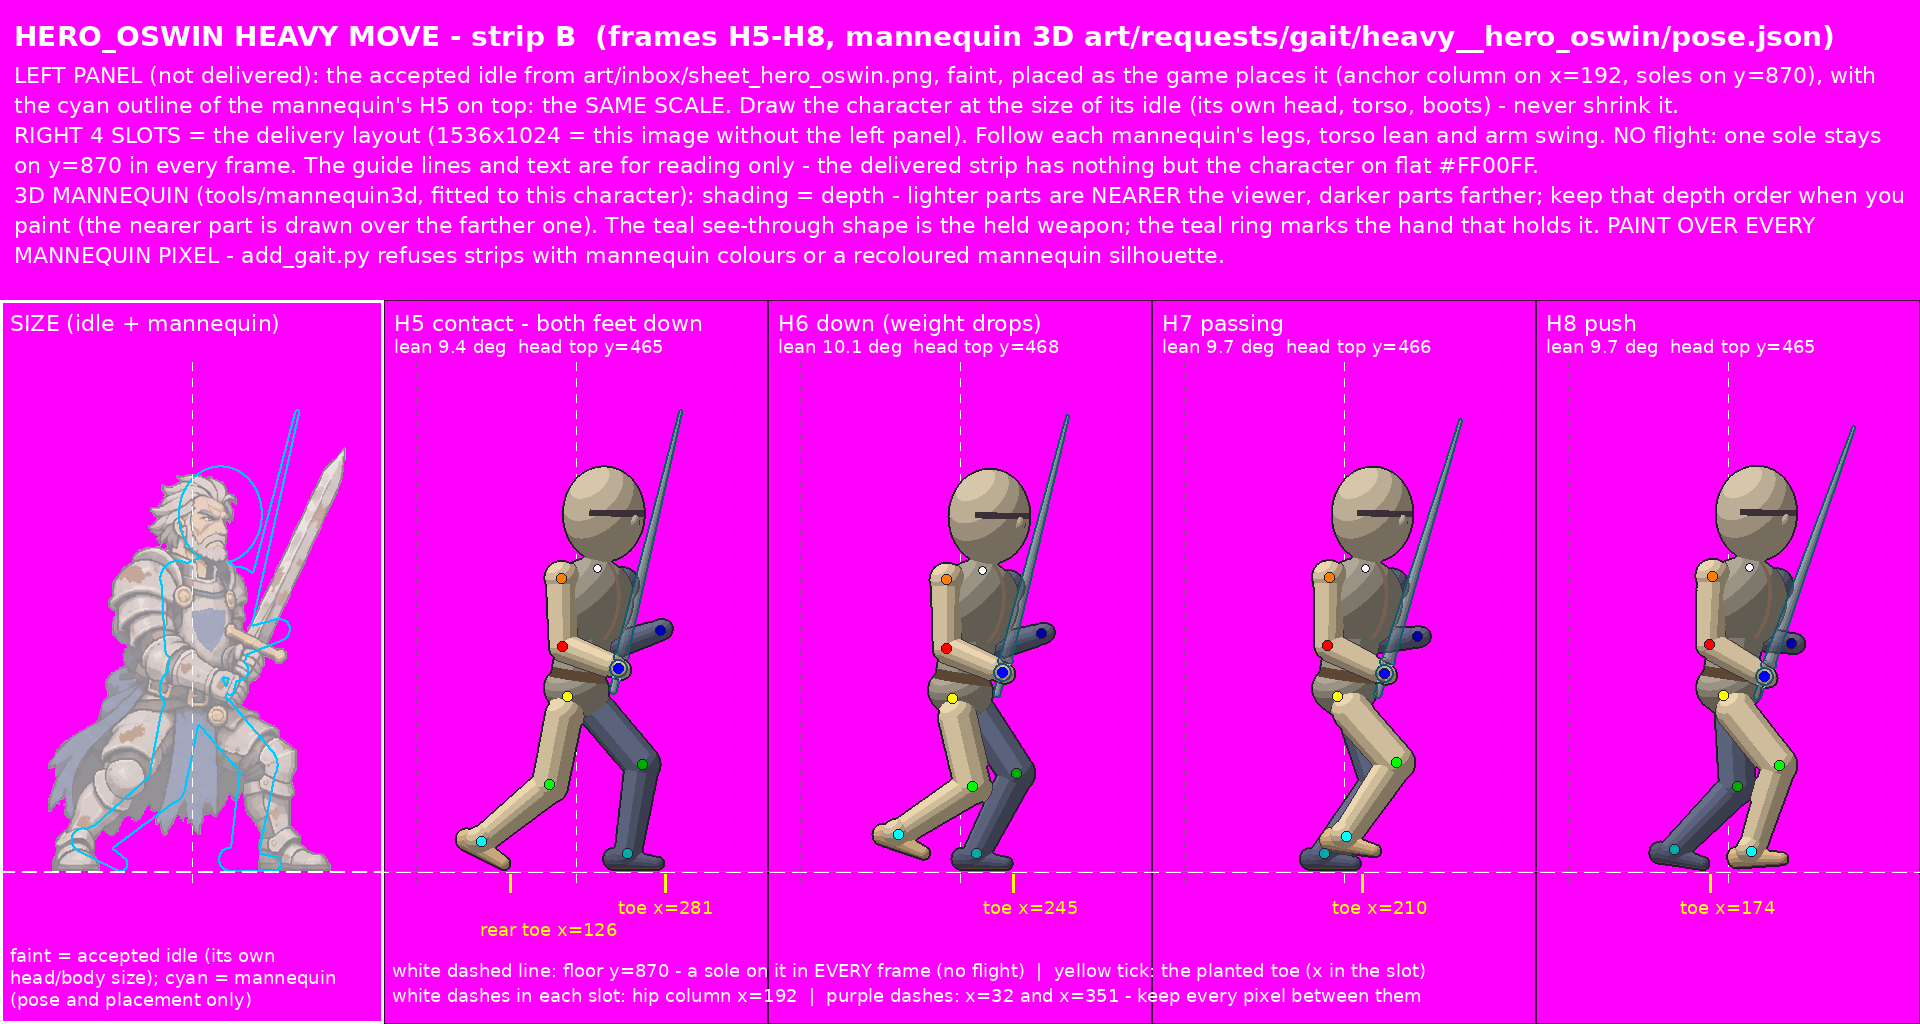 HERO_OSWIN HEAVY MOVE - strip B  (frames H5-H8, mannequin 3D art/requests/gait/heavy__hero_oswin/pose.json)
LEFT PANEL (not delivered): the accepted idle from art/inbox/sheet_hero_oswin.png, faint, placed as the game places it (anchor column on x=192, soles on y=870), with
the cyan outline of the mannequin's H5 on top: the SAME SCALE. Draw the character at the size of its idle (its own head, torso, boots) - never shrink it.
RIGHT 4 SLOTS = the delivery layout (1536x1024 = this image without the left panel). Follow each mannequin's legs, torso lean and arm swing. NO flight: one sole stays
on y=870 in every frame. The guide lines and text are for reading only - the delivered strip has nothing but the character on flat #FF00FF.
3D MANNEQUIN (tools/mannequin3d, fitted to this character): shading = depth - lighter parts are NEARER the viewer, darker parts farther; keep that depth order when you
paint (the nearer part is drawn over the farther one). The teal see-through shape is the held weapon; the teal ring marks the hand that holds it. PAINT OVER EVERY
MANNEQUIN PIXEL - add_gait.py refuses strips with mannequin colours or a recoloured mannequin silhouette.
SIZE (idle + mannequin)
H5 contact - both feet down
lean 9.4 deg  head top y=465
H6 down (weight drops)
lean 10.1 deg  head top y=468
H7 passing
lean 9.7 deg  head top y=466
H8 push
lean 9.7 deg  head top y=465
toe x=281
rear toe x=126
toe x=245
toe x=210
toe x=174
faint = accepted idle (its own
head/body size); cyan = mannequin
(pose and placement only)
white dashed line: floor y=870 - a sole on it in EVERY frame (no flight)  |  yellow tick: the planted toe (x in the slot)
white dashes in each slot: hip column x=192  |  purple dashes: x=32 and x=351 - keep every pixel between them